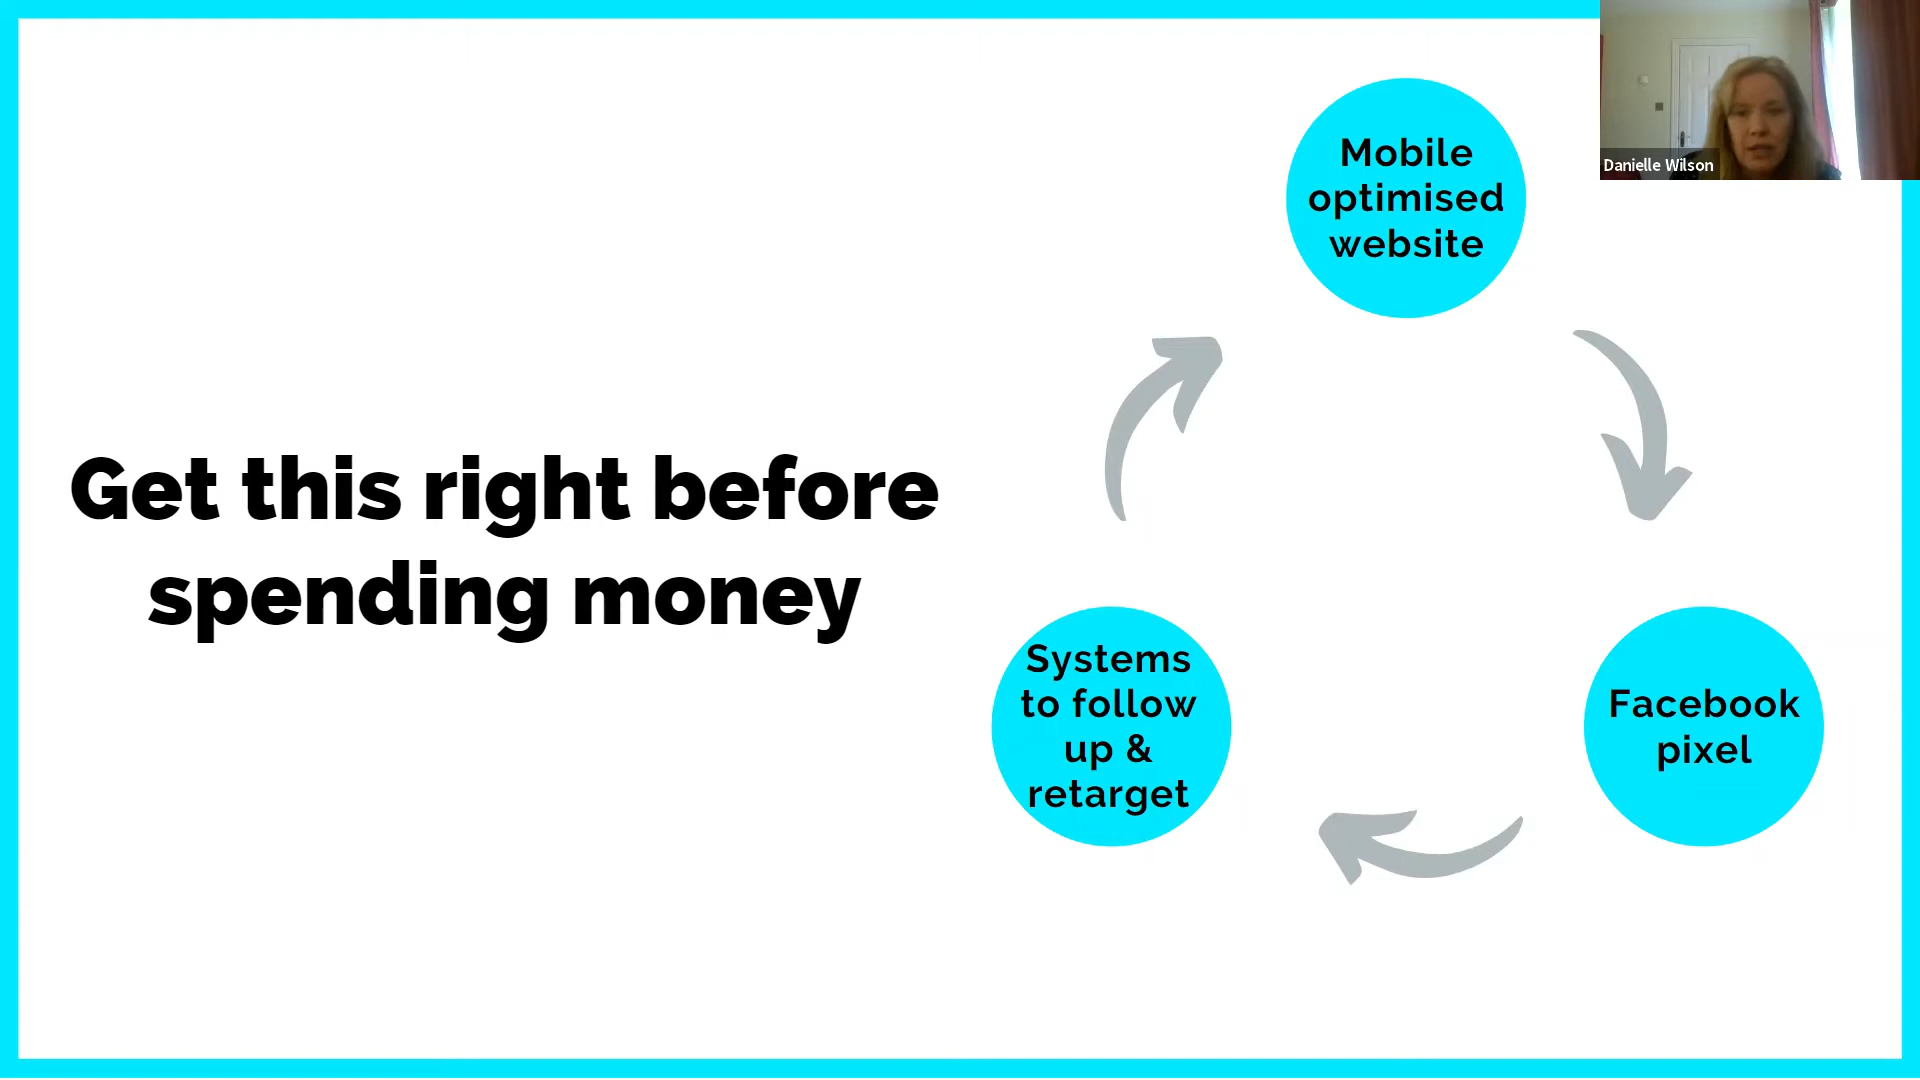 Get this right before
spending money
Mobile
optimised
website
Facebook
pixel
Systems
to follow
up &
retarget
Danielle Wilson